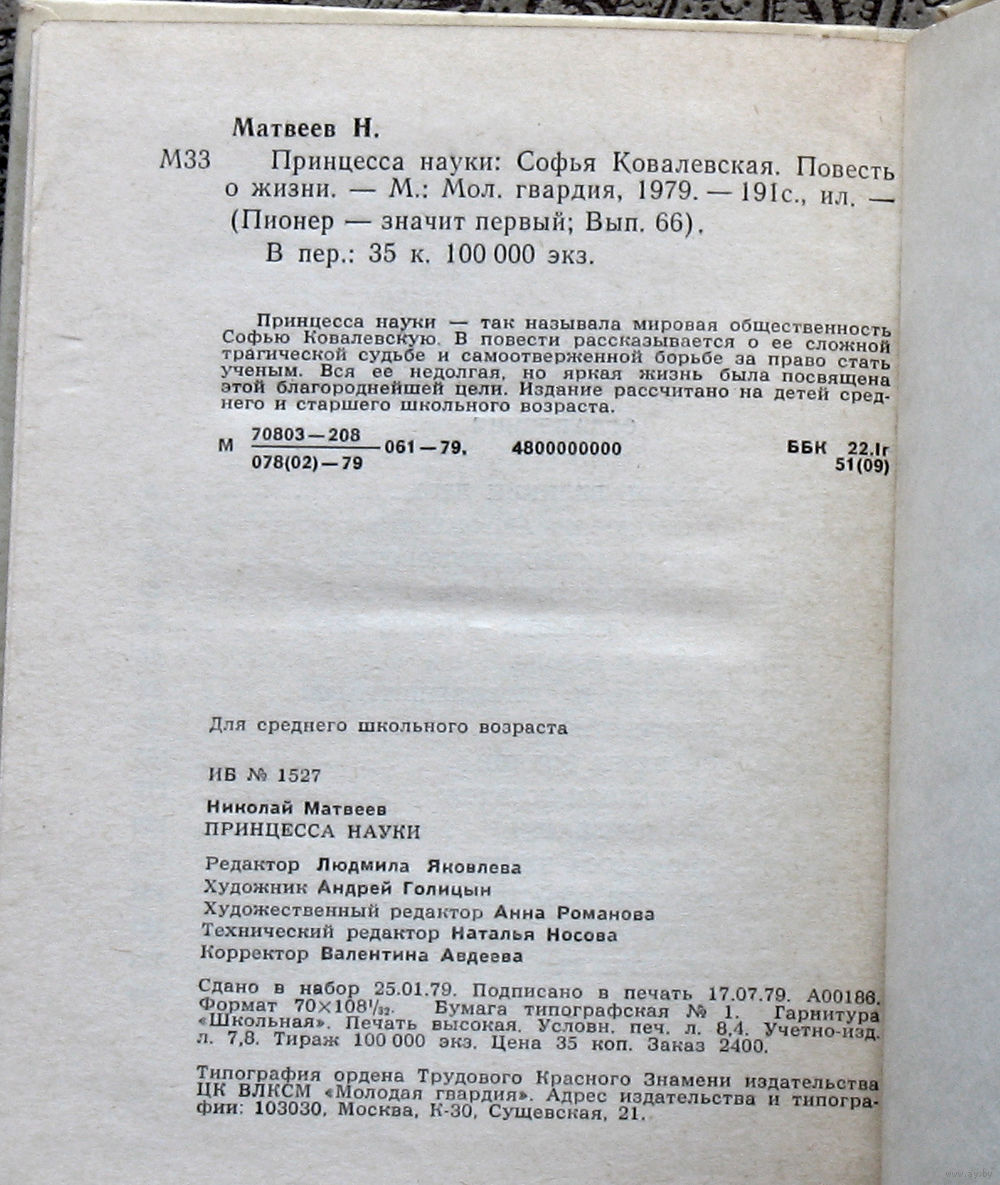 Матвеев Н.
М33 Принцесса науки: Софья Ковалевская. Повесть
о жизни. — М.: Мол. гвардия, 1979. — 191с., ил. —
(Пионер — значит первый; Вып. 66).
В пер.: 35 к. 100 000 экз.
Принцесса науки — так называла мировая общественность
Софью Ковалевскую. В повести рассказывается о ее сложной
трагической судьбе и самоотверженной борьбе за право стать
ученым. Вся ее недолгая, но яркая жизнь была посвящена
этой благороднейшей цели. Издание рассчитано на детей сред-
него и старшего школьного возраста.
М 70803—208
078(02)—79 061—79. 4800000000 ББК 22.1г
51(09)
Для среднего школьного возраста
ИБ № 1527
Николай Матвеев
ПРИНЦЕССА НАУКИ
Редактор Людмила Яковлева
Художник Андрей Голицын
Художественный редактор Анна Романова
Технический редактор Наталья Носова
Корректор Валентина Авдеева
Сдано в набор 25.01.79. Подписано в печать 17.07.79. А00186.
Формат 70×108¹/₃₂. Бумага типографская № 1. Гарнитура
«Школьная». Печать высокая. Условн. печ. л. 8,4. Учетно-изд.
л. 7,8. Тираж 100 000 экз. Цена 35 коп. Заказ 2400.
Типография ордена Трудового Красного Знамени издательства
ЦК ВЛКСМ «Молодая гвардия». Адрес издательства и типогра-
фии: 103030, Москва, К-30, Сущевская, 21.
www.ay.by